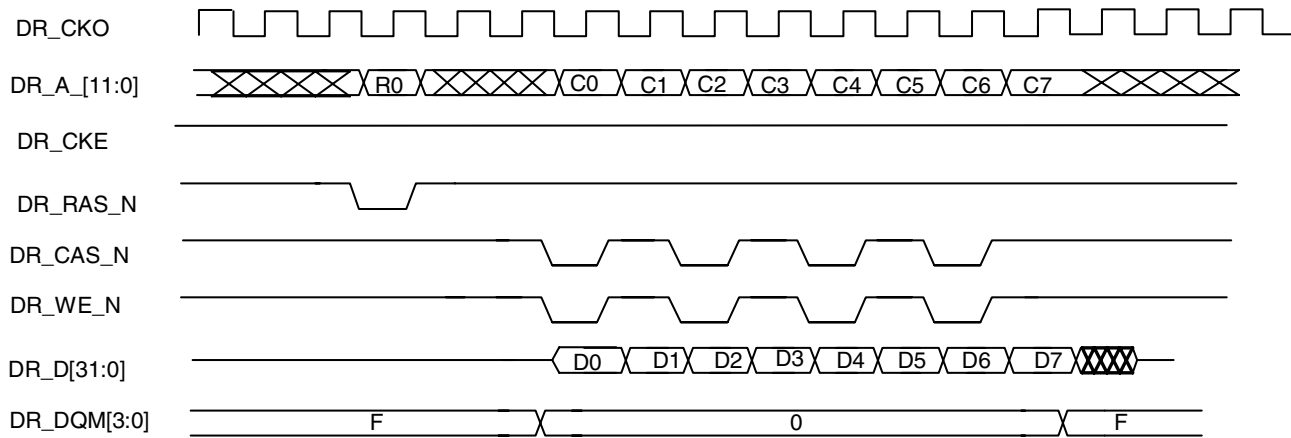 DR_CKO
DR_A_[11:0] R0 C0 C1 C2 C3 C4 C5 C6 C7
DR_CKE
DR_RAS_N
DR_CAS_N
DR_WE_N
DR_D[31:0] D0 D1 D2 D3 D4 D5 D6 D7
DR_DQM[3:0] F 0 F